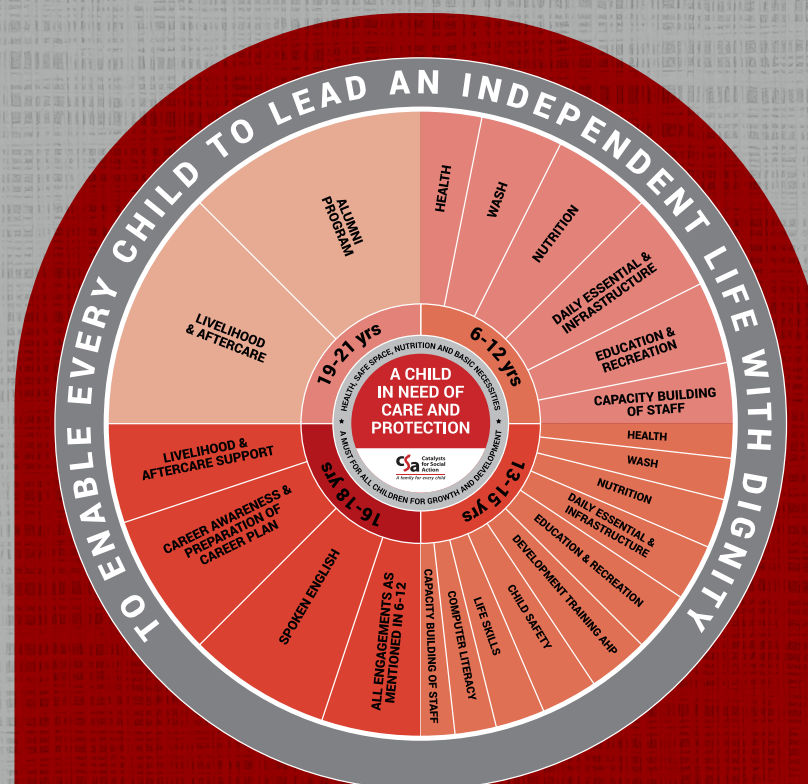 TO ENABLE EVERY CHILD TO LEAD AN INDEPENDENT LIFE WITH DIGNITY
A CHILD
IN NEED OF
CARE AND
PROTECTION
CSa
Catalysts
for Social
Action
A family for every child
HEALTH, SAFE SPACE, NUTRITION AND BASIC NECESSITIES
A MUST FOR ALL CHILDREN FOR GROWTH AND DEVELOPMENT
6-12 yrs
HEALTH
WASH
NUTRITION
DAILY ESSENTIAL &
INFRASTRUCTURE
EDUCATION &
RECREATION
CAPACITY BUILDING
OF STAFF
13-15 yrs
HEALTH
WASH
NUTRITION
DAILY ESSENTIAL &
INFRASTRUCTURE
EDUCATION & RECREATION
DEVELOPMENT TRAINING AHP
CHILD SAFETY
LIFE SKILLS
COMPUTER LITERACY
CAPACITY BUILDING OF STAFF
16-18 yrs
ALL ENGAGEMENTS AS
MENTIONED IN 6-12
SPOKEN ENGLISH
CAREER AWARENESS &
PREPARATION OF
CAREER PLAN
LIVELIHOOD &
AFTERCARE SUPPORT
19-21 yrs
LIVELIHOOD
& AFTERCARE
ALUMNI
PROGRAM